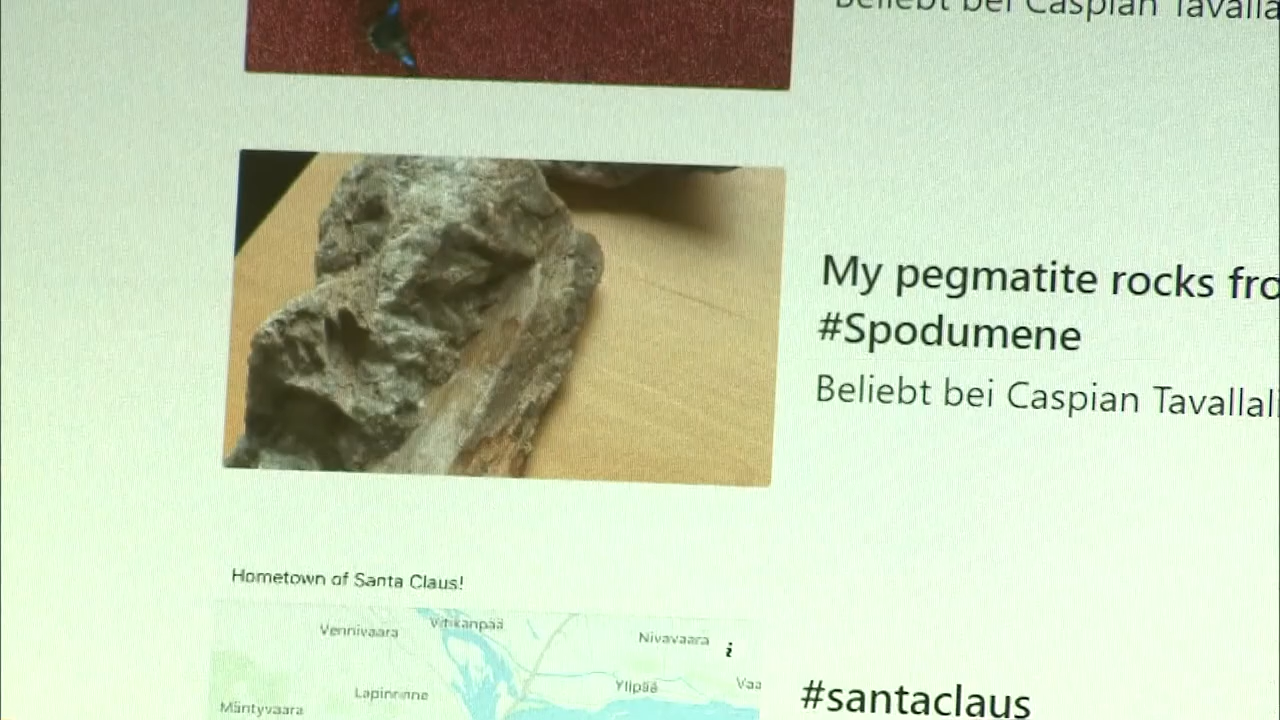 Beliebt bei Caspian Tavalla
My pegmatite rocks fro
#Spodumene
Beliebt bei Caspian Tavallal
Hometown of Santa Claus!
Vennivaara
Vitikanpää
Nivavaara
i
Lapinrinne
Ylipää
Vaa
Mäntyvaara
#santaclaus